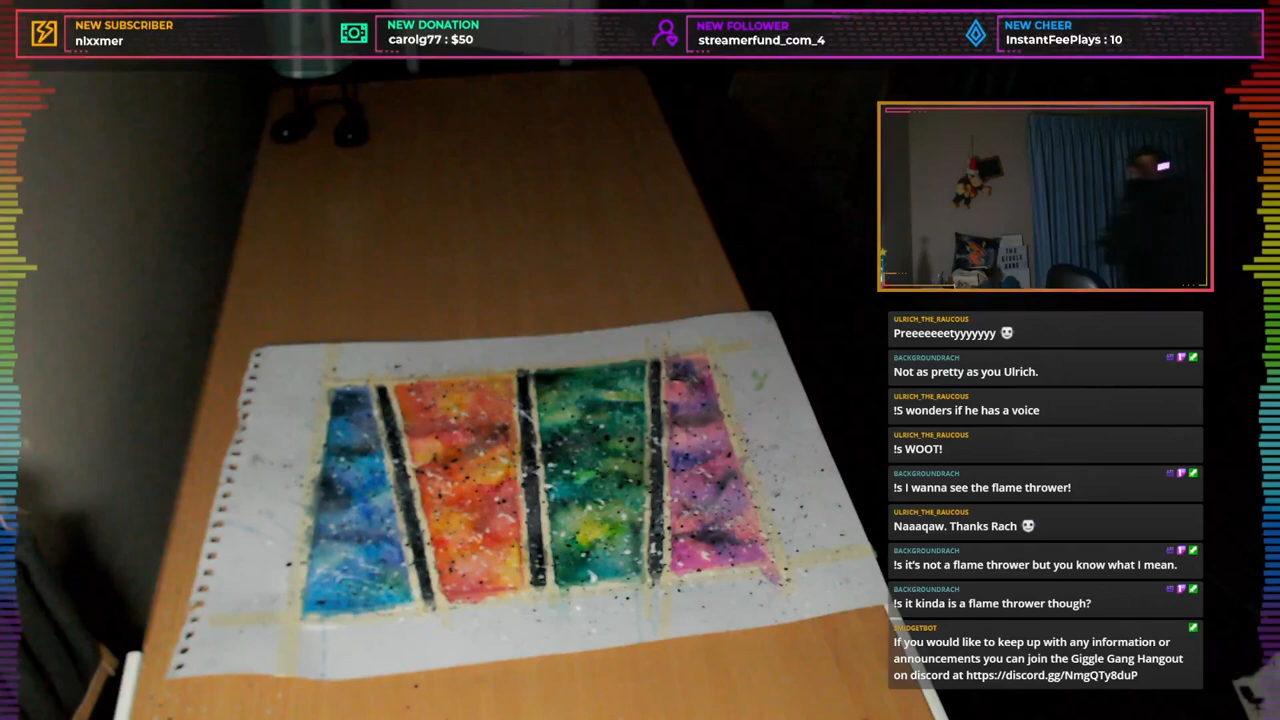 NEW SUBSCRIBER
nlxxmer
NEW DONATION
carolg77 : $50
NEW FOLLOWER
streamerfund_com_4
NEW CHEER
InstantFeePlays : 10
THE
GIGGLE
GANG
ULRICH_THE_RAUCOUS
Preeeeeeetyyyyyyy
BACKGROUNDRACH
Not as pretty as you Ulrich.
ULRICH_THE_RAUCOUS
!S wonders if he has a voice
ULRICH_THE_RAUCOUS
!s WOOT!
BACKGROUNDRACH
!s I wanna see the flame thrower!
ULRICH_THE_RAUCOUS
Naaaqaw. Thanks Rach
BACKGROUNDRACH
!s it's not a flame thrower but you know what I mean.
BACKGROUNDRACH
!s it kinda is a flame thrower though?
SMIDGETBOT
If you would like to keep up with any information or
announcements you can join the Giggle Gang Hangout
on discord at https://discord.gg/NmgQTy8duP